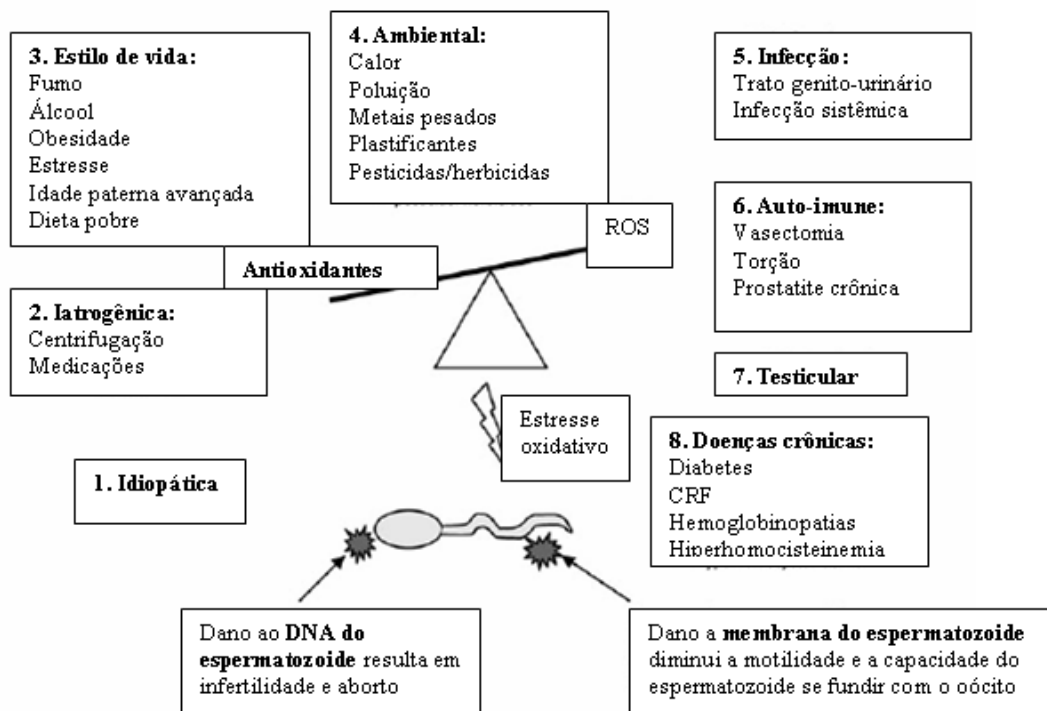 3. Estilo de vida:
Fumo
Álcool
Obesidade
Estresse
Idade paterna avançada
Dieta pobre
4. Ambiental:
Calor
Poluição
Metais pesados
Plastificantes
Pesticidas/herbicidas
5. Infecção:
Trato genito-urinário
Infecção sistêmica
ROS
Antioxidantes
6. Auto-imune:
Vasectomia
Torção
Prostatite crônica
2. Iatrogênica:
Centrifugação
Medicações
7. Testicular
Estresse
oxidativo
8. Doenças crônicas:
Diabetes
CRF
Hemoglobinopatias
Hiperhomocisteinemia
1. Idiopática
Dano ao DNA do
espermatozoide resulta em
infertilidade e aborto
Dano a membrana do espermatozoide
diminui a motilidade e a capacidade do
espermatozoide se fundir com o oócito